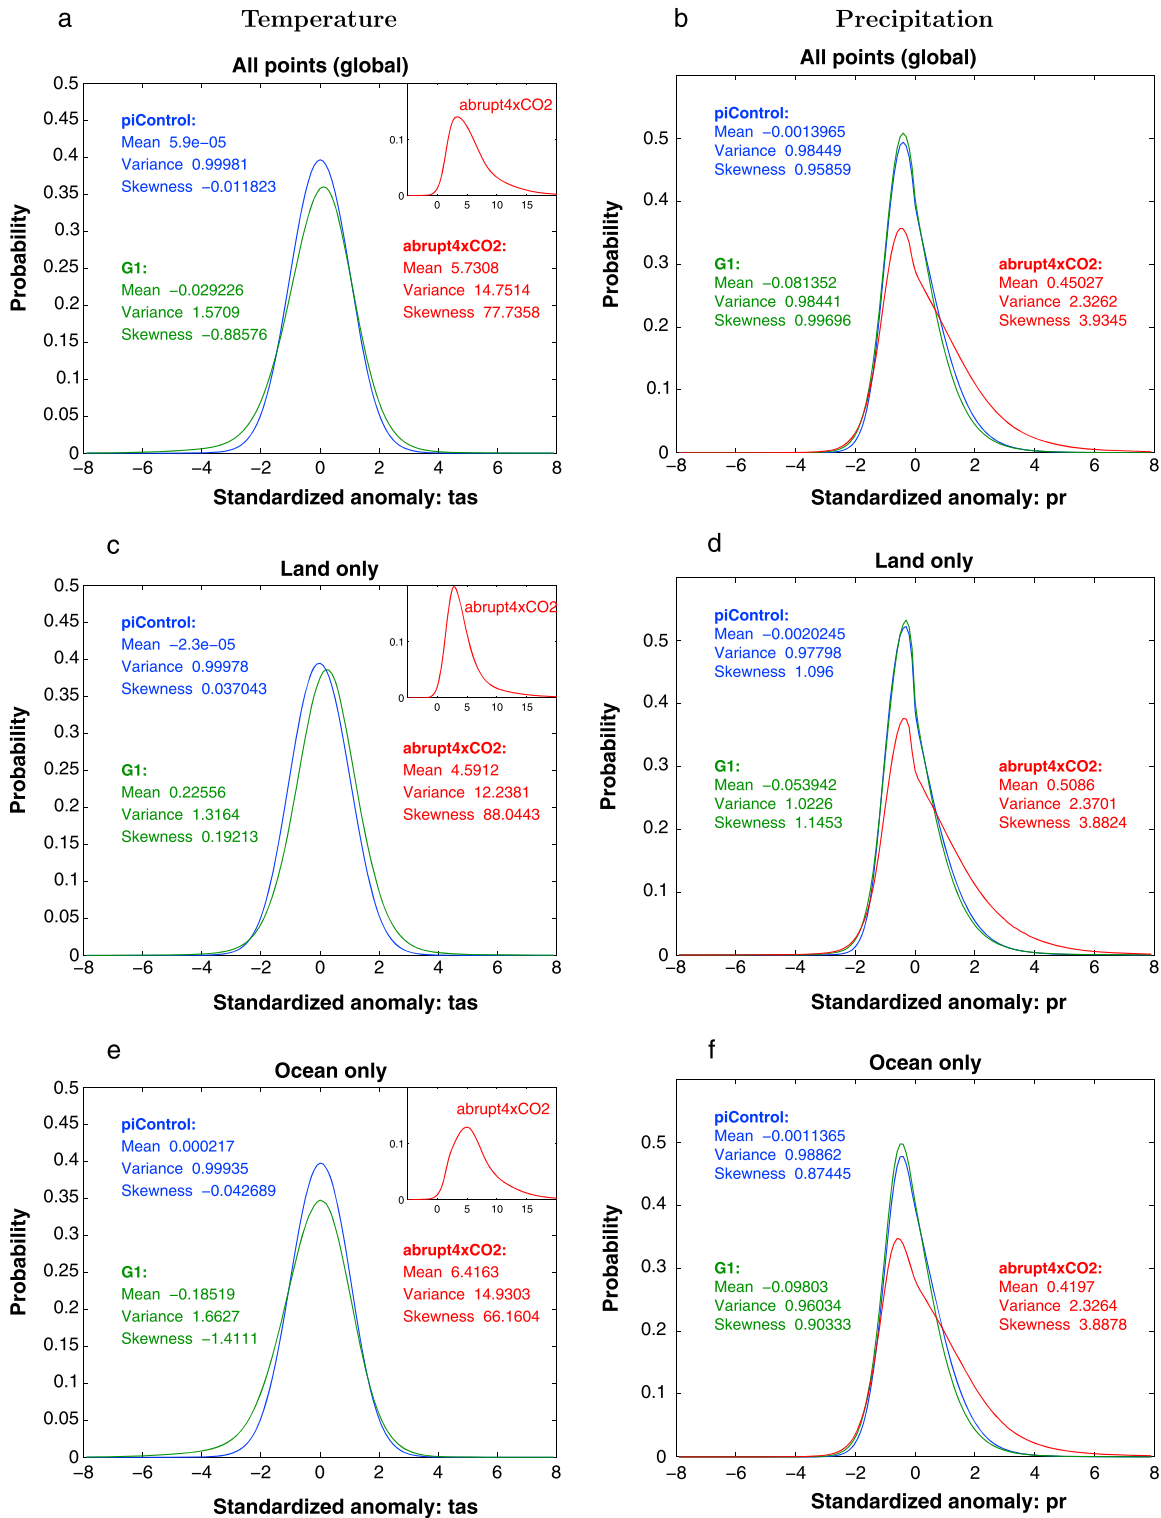 a
Temperature
All points (global)
0.5
0.45
0.4
0.35
0.3
0.25
0.2
0.15
0.1
0.05
0
Probability
piControl:
Mean 5.9e−05
Variance 0.99981
Skewness −0.011823
G1:
Mean −0.029226
Variance 1.5709
Skewness −0.88576
abrupt4xCO2
0.1
0
0 5 10 15
abrupt4xCO2:
Mean 5.7308
Variance 14.7514
Skewness 77.7358
−8 −6 −4 −2 0 2 4 6 8
Standardized anomaly: tas
b
Precipitation
All points (global)
0.5
0.4
0.3
0.2
0.1
0
Probability
piControl:
Mean −0.0013965
Variance 0.98449
Skewness 0.95859
G1:
Mean −0.081352
Variance 0.98441
Skewness 0.99696
abrupt4xCO2:
Mean 0.45027
Variance 2.3262
Skewness 3.9345
−8 −6 −4 −2 0 2 4 6 8
Standardized anomaly: pr
c
Land only
0.5
0.45
0.4
0.35
0.3
0.25
0.2
0.15
0.1
0.05
0
Probability
piControl:
Mean −2.3e−05
Variance 0.99978
Skewness 0.037043
G1:
Mean 0.22556
Variance 1.3164
Skewness 0.19213
abrupt4xCO2
0.1
0
0 5 10 15
abrupt4xCO2:
Mean 4.5912
Variance 12.2381
Skewness 88.0443
−8 −6 −4 −2 0 2 4 6 8
Standardized anomaly: tas
d
Land only
0.5
0.4
0.3
0.2
0.1
0
Probability
piControl:
Mean −0.0020245
Variance 0.97798
Skewness 1.096
G1:
Mean −0.053942
Variance 1.0226
Skewness 1.1453
abrupt4xCO2:
Mean 0.5086
Variance 2.3701
Skewness 3.8824
−8 −6 −4 −2 0 2 4 6 8
Standardized anomaly: pr
e
Ocean only
0.5
0.45
0.4
0.35
0.3
0.25
0.2
0.15
0.1
0.05
0
Probability
piControl:
Mean 0.000217
Variance 0.99935
Skewness −0.042689
G1:
Mean −0.18519
Variance 1.6627
Skewness −1.4111
abrupt4xCO2
0.1
0
0 5 10 15
abrupt4xCO2:
Mean 6.4163
Variance 14.9303
Skewness 66.1604
−8 −6 −4 −2 0 2 4 6 8
Standardized anomaly: tas
f
Ocean only
0.5
0.4
0.3
0.2
0.1
0
Probability
piControl:
Mean −0.0011365
Variance 0.98862
Skewness 0.87445
G1:
Mean −0.09803
Variance 0.96034
Skewness 0.90333
abrupt4xCO2:
Mean 0.4197
Variance 2.3264
Skewness 3.8878
−8 −6 −4 −2 0 2 4 6 8
Standardized anomaly: pr